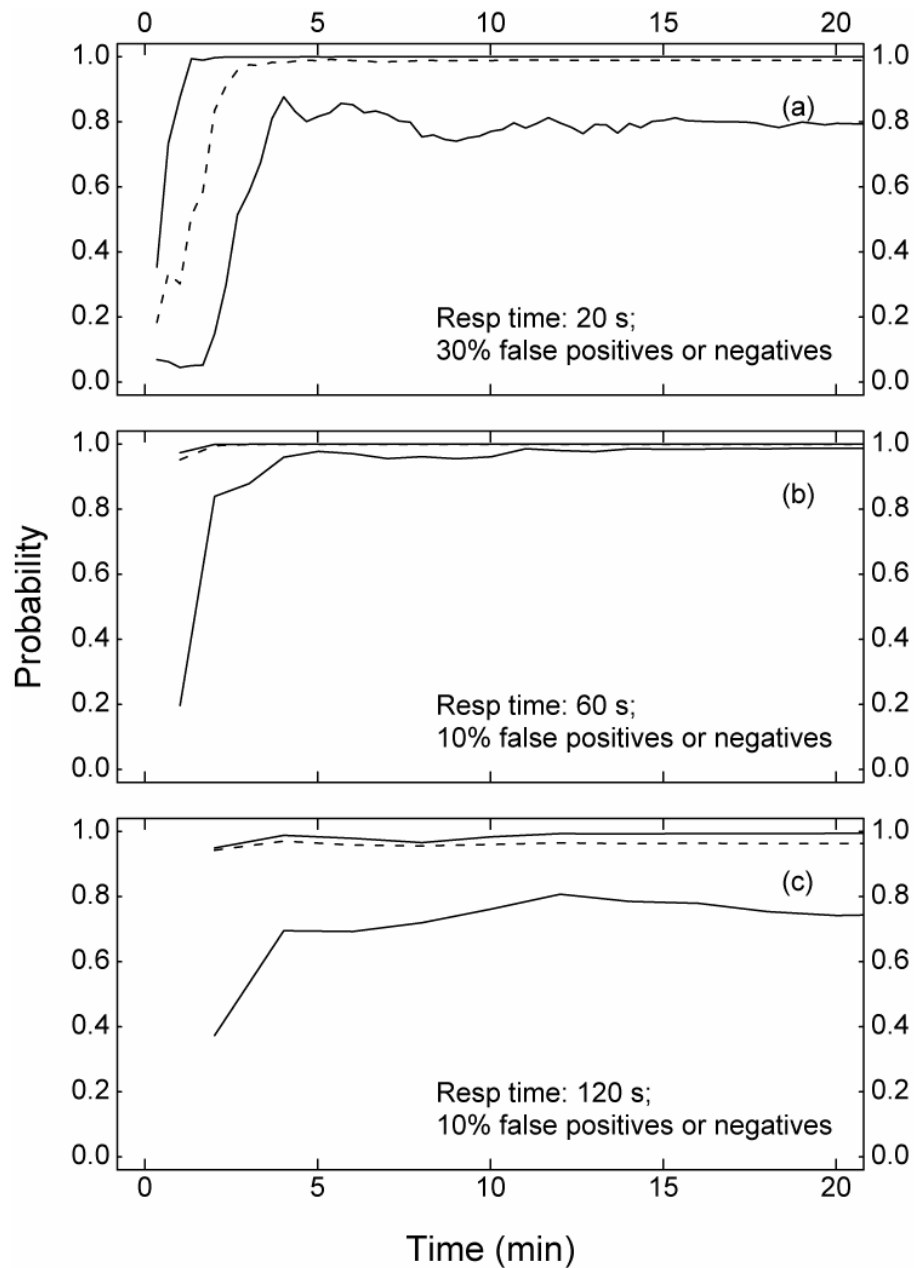 0 5 10 15 20
1.0 1.0
0.8 (a) 0.8
0.6 0.6
0.4 0.4
0.2 Resp time: 20 s; 0.2
30% false positives or negatives
0.0 0.0
1.0 1.0
0.8 (b) 0.8
0.6 0.6
0.4 0.4
0.2 Resp time: 60 s; 0.2
10% false positives or negatives
0.0 0.0
1.0 1.0
(c)
0.8 0.8
0.6 0.6
0.4 0.4
0.2 Resp time: 120 s; 0.2
10% false positives or negatives
0.0 0.0
0 5 10 15 20
Probability
Time (min)